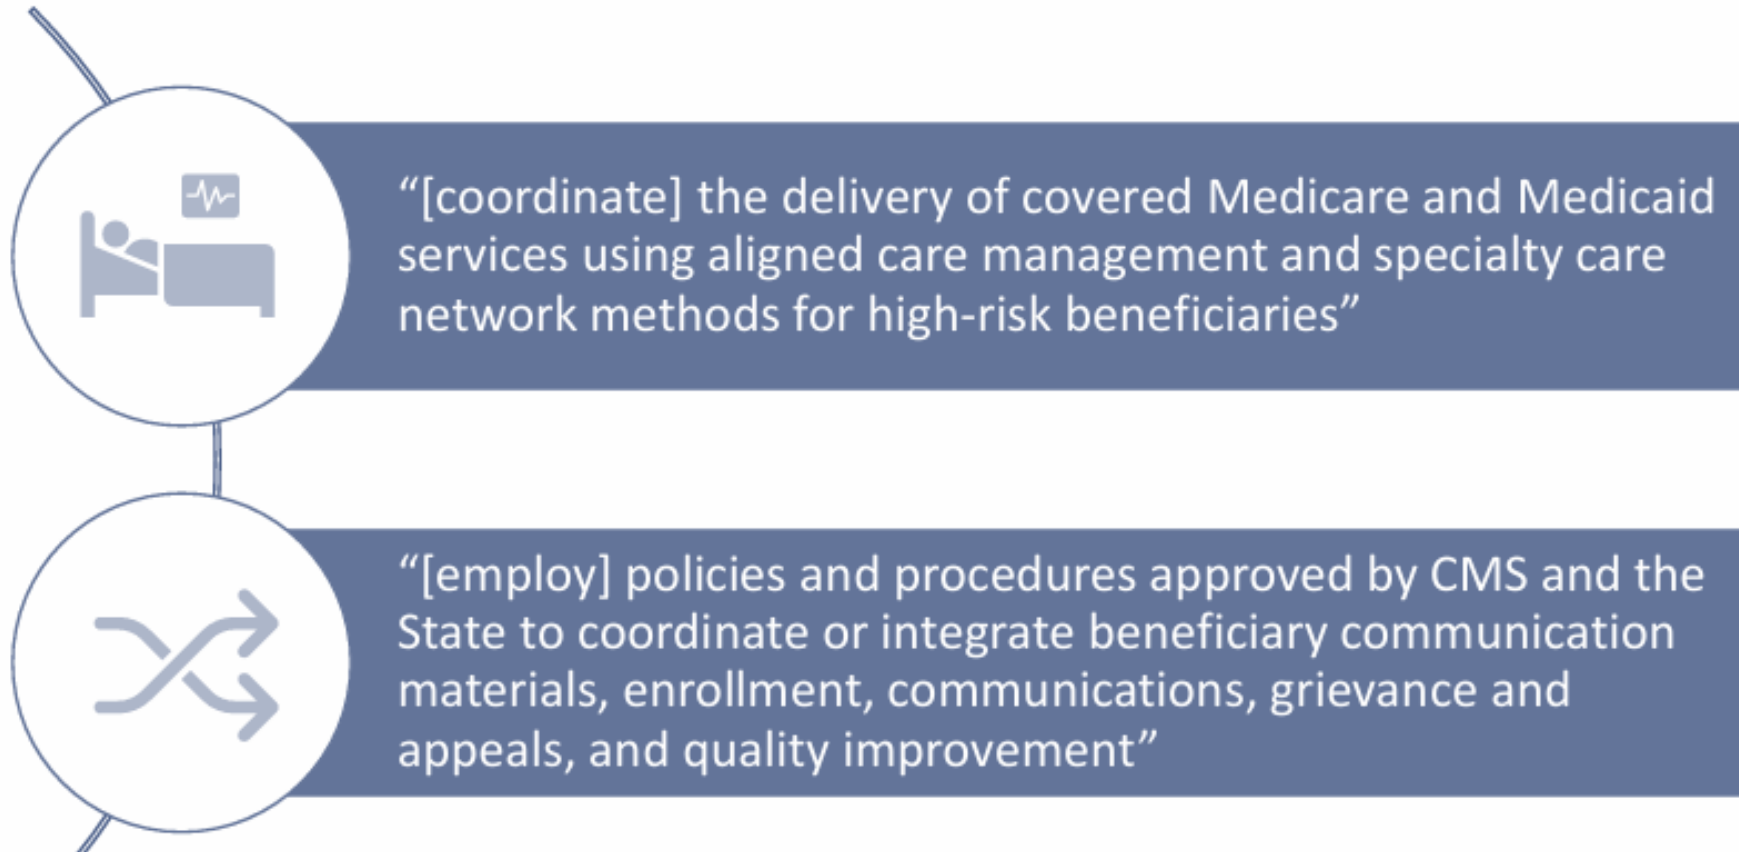 “[coordinate] the delivery of covered Medicare and Medicaid
services using aligned care management and specialty care
network methods for high-risk beneficiaries”
“[employ] policies and procedures approved by CMS and the
State to coordinate or integrate beneficiary communication
materials, enrollment, communications, grievance and
appeals, and quality improvement”